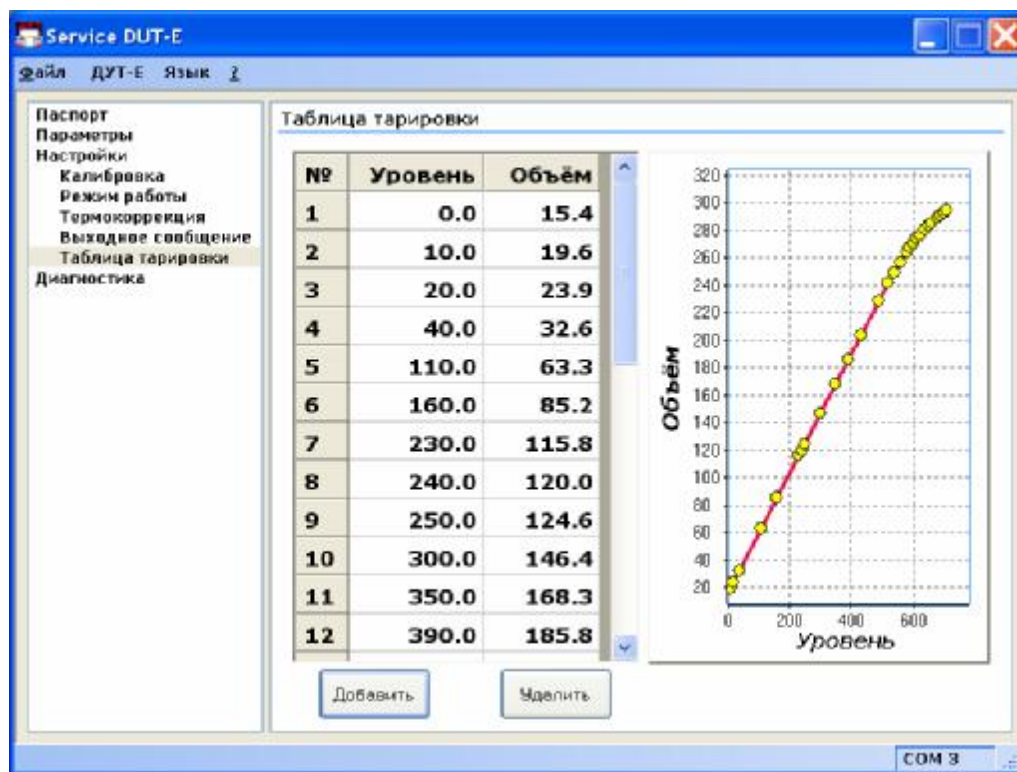 Service DUT-E
Файл ДУТ-Е Язык ?
Паспорт
Параметры
Настройки
Калибровка
Режим работы
Термокоррекция
Выходное сообщение
Таблица тарировки
Диагностика
Таблица тарировки
№ Уровень Объём
1 0.0 15.4
2 10.0 19.6
3 20.0 23.9
4 40.0 32.6
5 110.0 63.3
6 160.0 85.2
7 230.0 115.8
8 240.0 120.0
9 250.0 124.6
10 300.0 146.4
11 350.0 168.3
12 390.0 185.8
Добавить Удалить
Объём
320
300
280
260
240
220
200
180
160
140
120
100
80
60
40
20
0 200 400 600
Уровень
COM 3